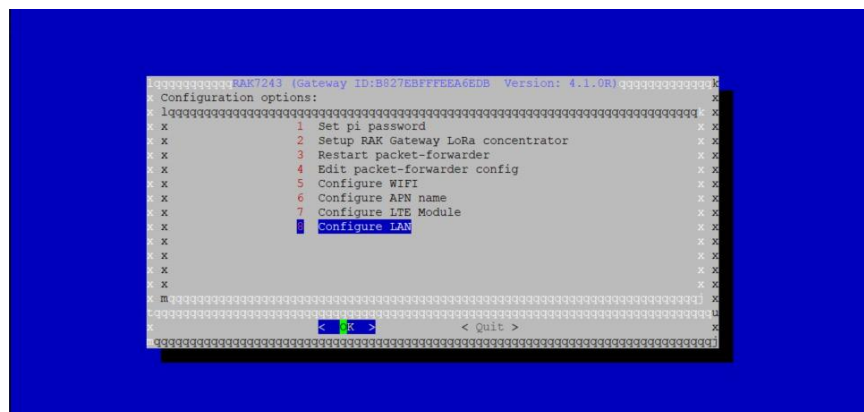 RAK7243 (Gateway ID:B827EBFFFEEA6EDB Version: 4.1.0R)
Configuration options:
1 Set pi password
2 Setup RAK Gateway LoRa concentrator
3 Restart packet-forwarder
4 Edit packet-forwarder config
5 Configure WIFI
6 Configure APN name
7 Configure LTE Module
8 Configure LAN
< OK > < Quit >